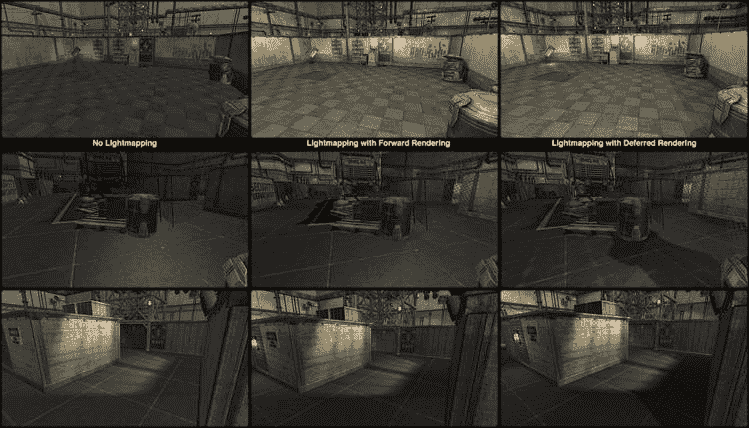 No Lightmapping
Lightmapping with Forward Rendering
Lightmapping with Deferred Rendering